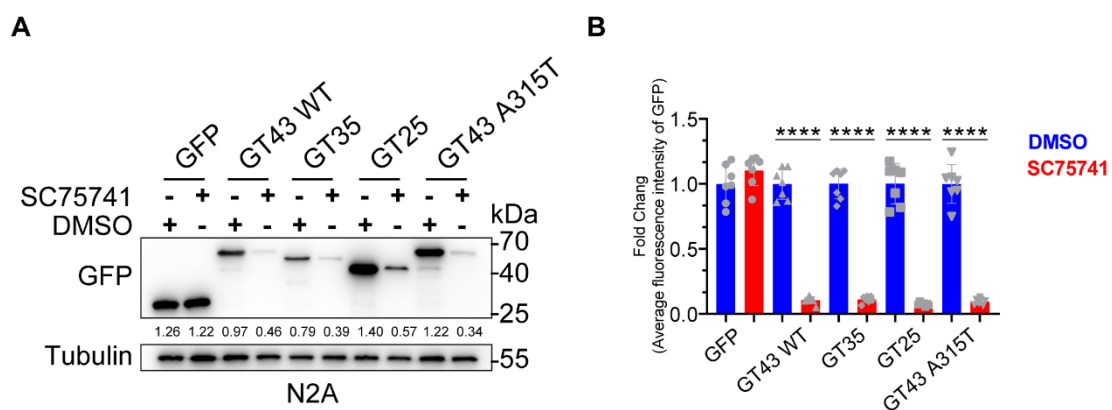 A
GFP GT43 WT GT35 GT25 GT43 A315T
SC75741 - + - + - + - + - +
DMSO + - + - + - + - + -
kDa
GFP
-70
-40
-25
1.26 1.22 0.97 0.46 0.79 0.39 1.40 0.57 1.22 0.34
Tubulin -55
N2A
B
Fold Chang
(Average fluorescence intensity of GFP)
1.5
1.0
0.5
0.0
**** **** **** ****
GFP GT43 WT GT35 GT25 GT43 A315T
DMSO
SC75741